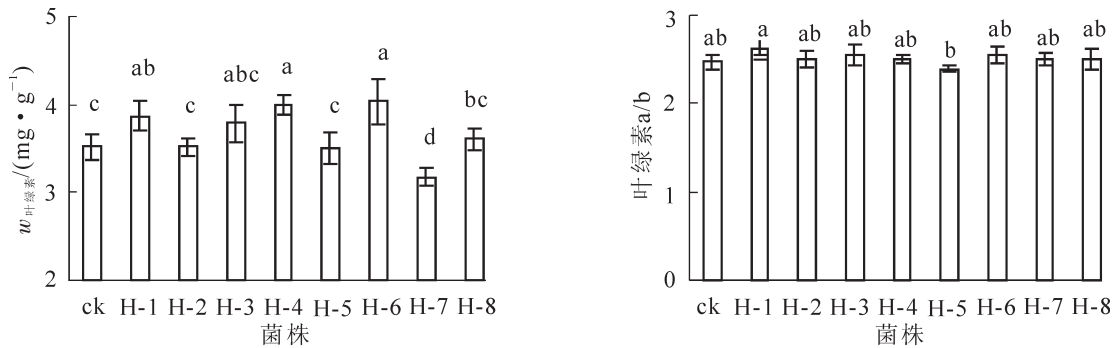 5
4
3
2
w叶绿素/(mg·g⁻¹)
c ab c abc a c a d bc
ck H-1 H-2 H-3 H-4 H-5 H-6 H-7 H-8
菌株
3
2
1
0
叶绿素a/b
ab a ab ab ab b ab ab ab
ck H-1 H-2 H-3 H-4 H-5 H-6 H-7 H-8
菌株